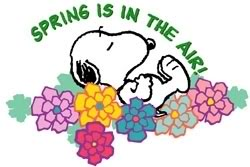 SPRING IS IN THE AIR!